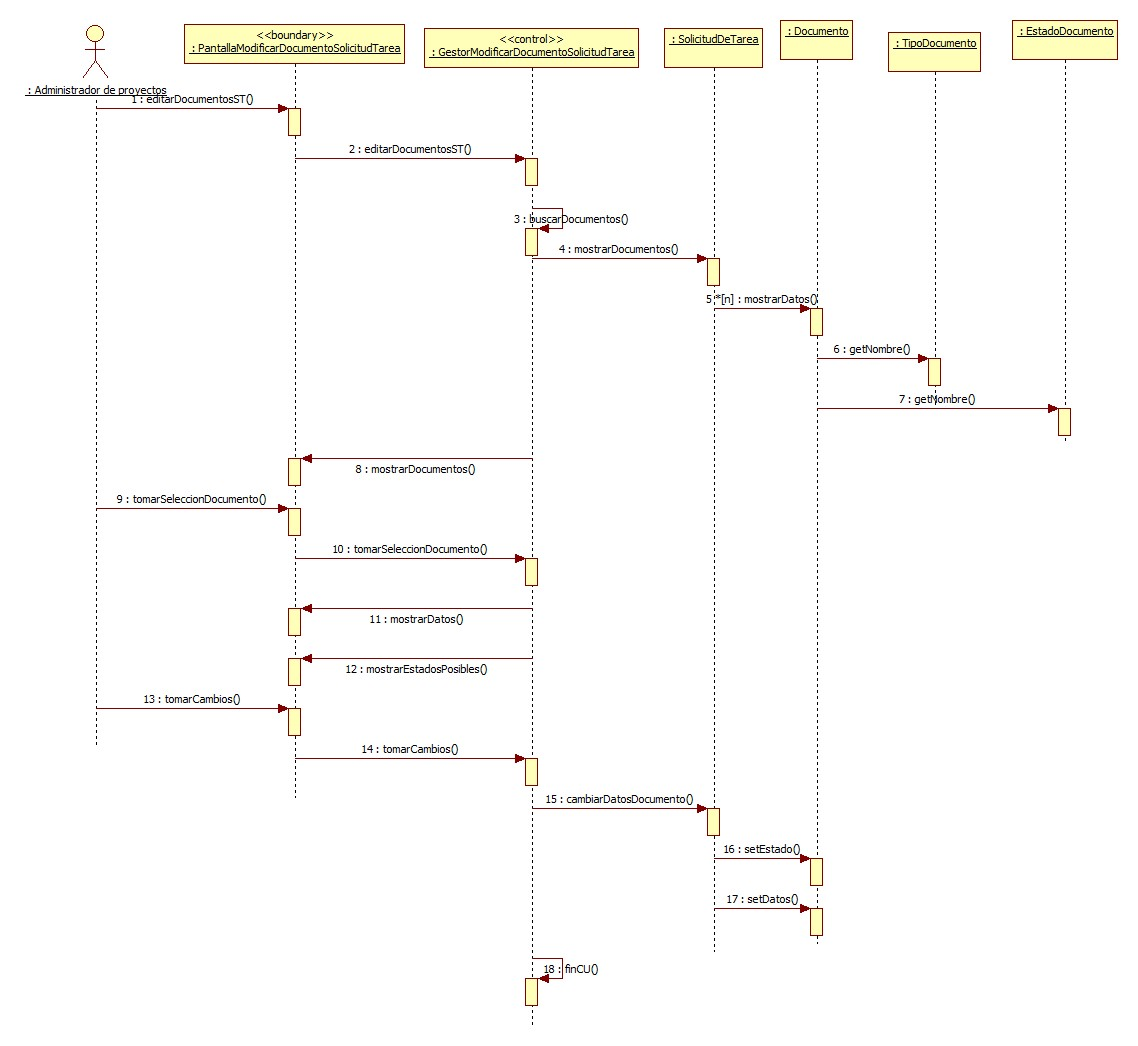 <<boundary>>
: PantallaModificarDocumentoSolicitudTarea
<<control>>
: GestorModificarDocumentoSolicitudTarea
: SolicitudDeTarea
: Documento
: TipoDocumento
: EstadoDocumento
: Administrador de proyectos
1 : editarDocumentosST()
2 : editarDocumentosST()
3 : buscarDocumentos()
4 : mostrarDocumentos()
5 *[n] : mostrarDatos()
6 : getNombre()
7 : getNombre()
8 : mostrarDocumentos()
9 : tomarSeleccionDocumento()
10 : tomarSeleccionDocumento()
11 : mostrarDatos()
12 : mostrarEstadosPosibles()
13 : tomarCambios()
14 : tomarCambios()
15 : cambiarDatosDocumento()
16 : setEstado()
17 : setDatos()
18 : finCU()